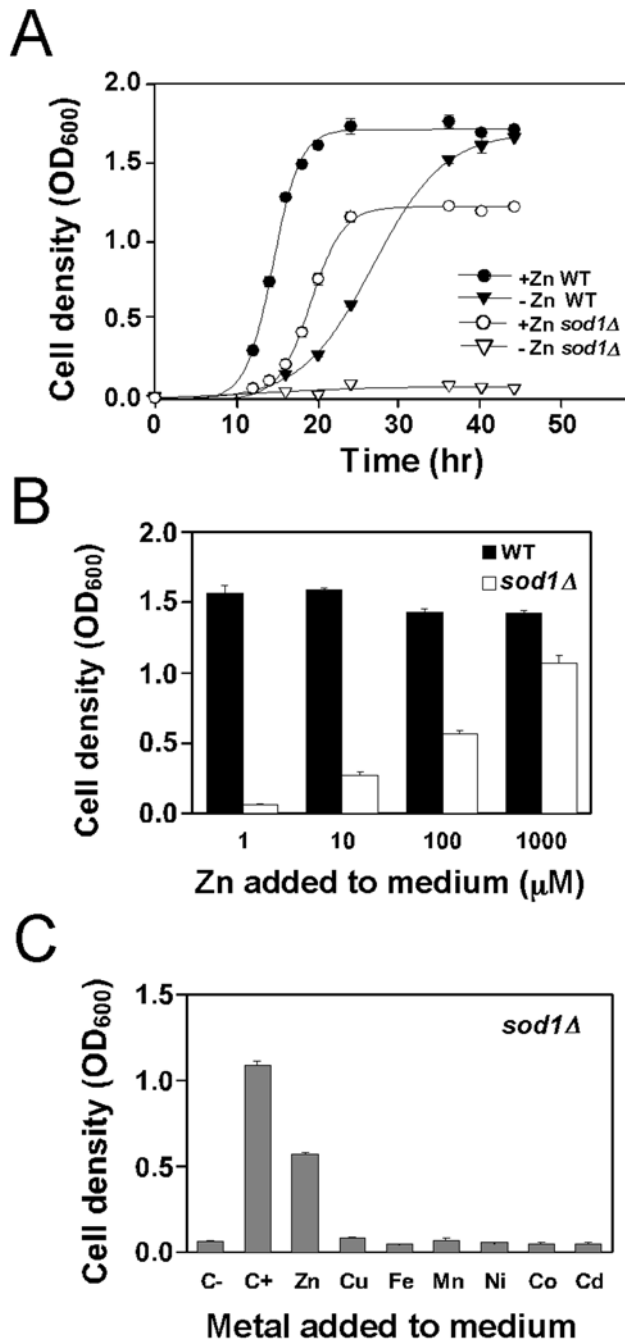 A
Cell density (OD600)
2.0
1.5
1.0
0.5
0.0
+Zn WT
- Zn WT
+Zn sod1Δ
- Zn sod1Δ
0 10 20 30 40 50
Time (hr)
B
Cell density (OD600)
2.0
1.5
1.0
0.5
0.0
WT
sod1Δ
1 10 100 1000
Zn added to medium (μM)
C
Cell density (OD600)
1.5
1.0
0.5
0.0
sod1Δ
C- C+ Zn Cu Fe Mn Ni Co Cd
Metal added to medium